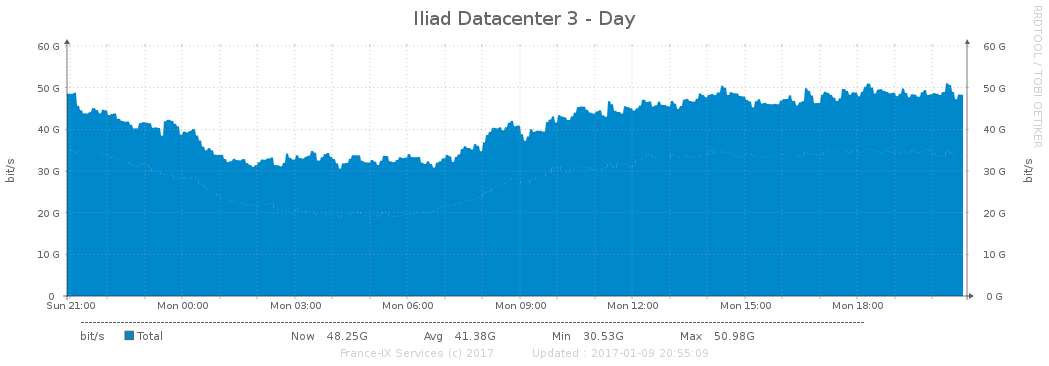 Iliad Datacenter 3 - Day
RRDTOOL / TOBI OETIKER
60 G 60 G
50 G 50 G
40 G 40 G
30 G 30 G
20 G 20 G
10 G 10 G
0 0 G
bit/s bit/s
Sun 21:00 Mon 00:00 Mon 03:00 Mon 06:00 Mon 09:00 Mon 12:00 Mon 15:00 Mon 18:00
bit/s Total Now 48.25G Avg 41.38G Min 30.53G Max 50.98G
France-IX Services (c) 2017 Updated : 2017-01-09 20:55:09